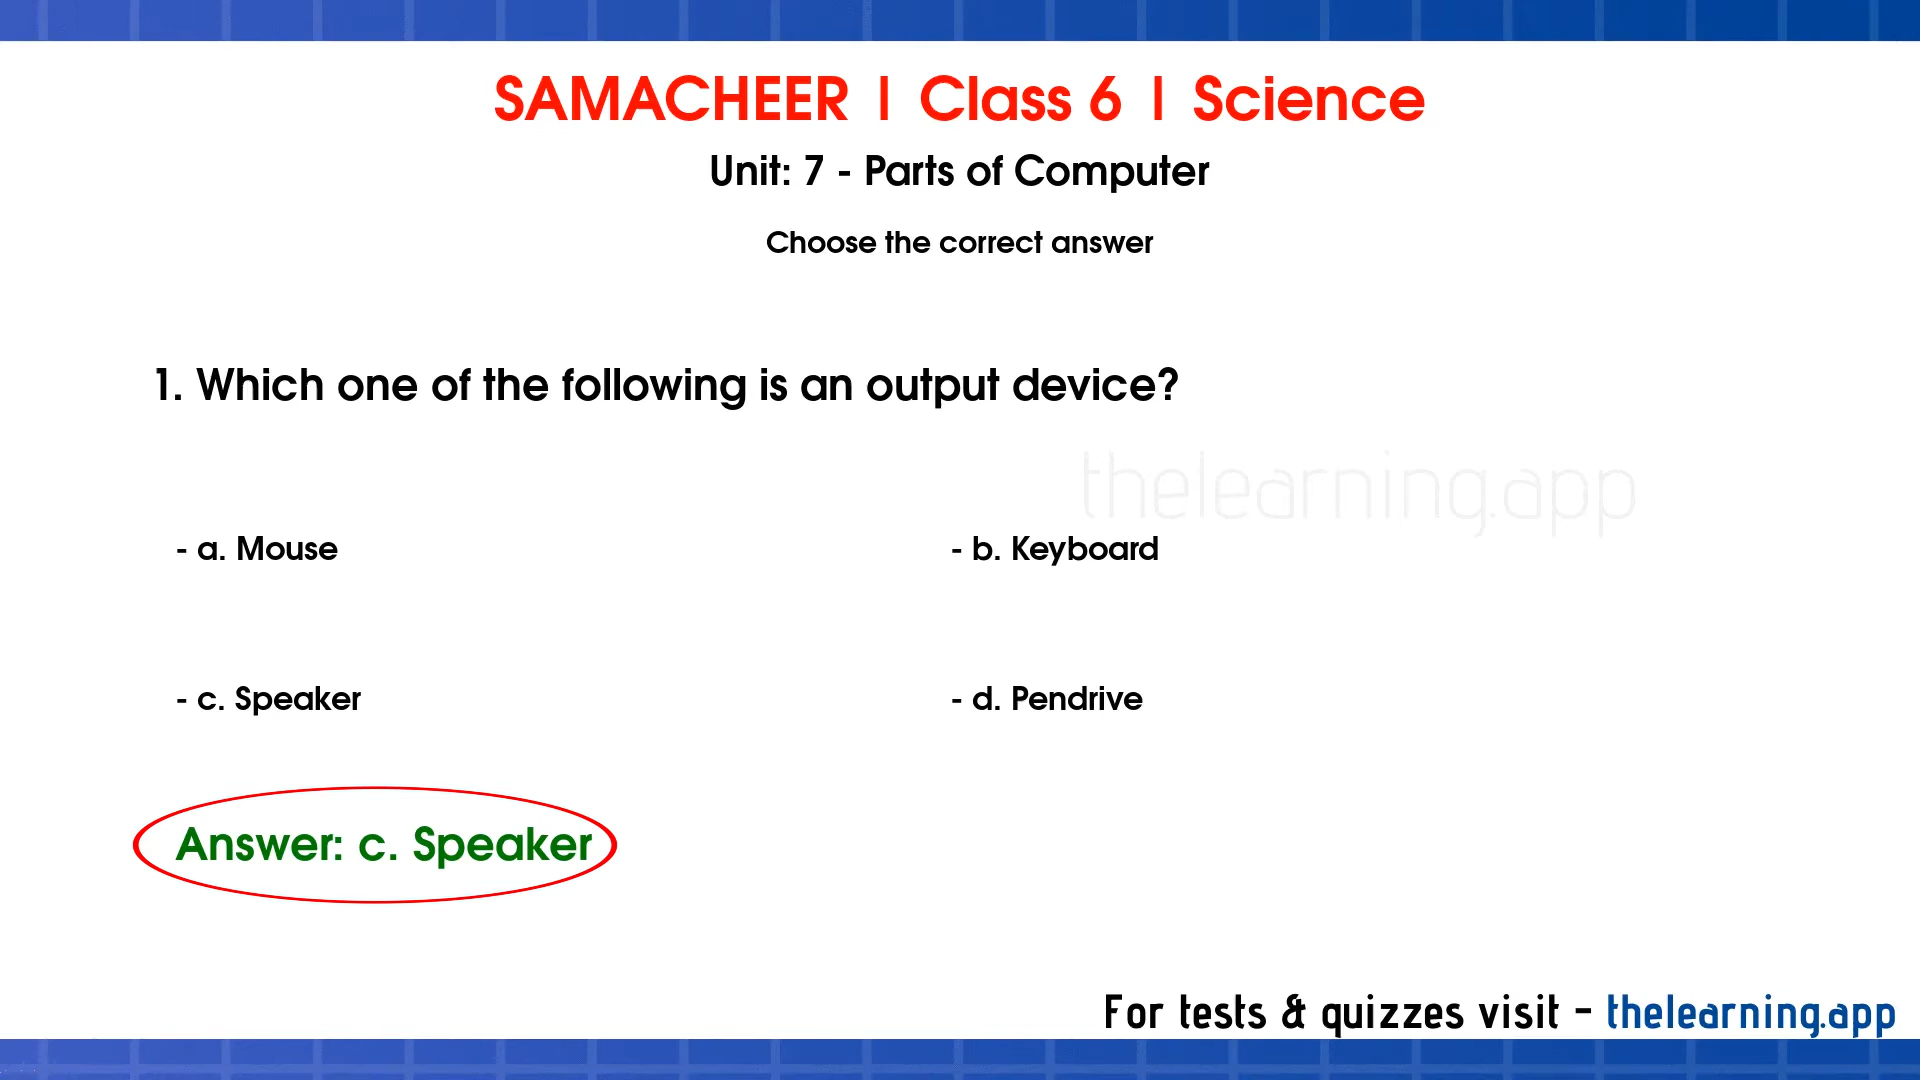 SAMACHEER | Class 6 | Science
Unit: 7 - Parts of Computer
Choose the correct answer
1. Which one of the following is an output device?
thelearning.app
- a. Mouse
- b. Keyboard
- c. Speaker
- d. Pendrive
Answer: c. Speaker
For tests & quizzes visit - thelearning.app